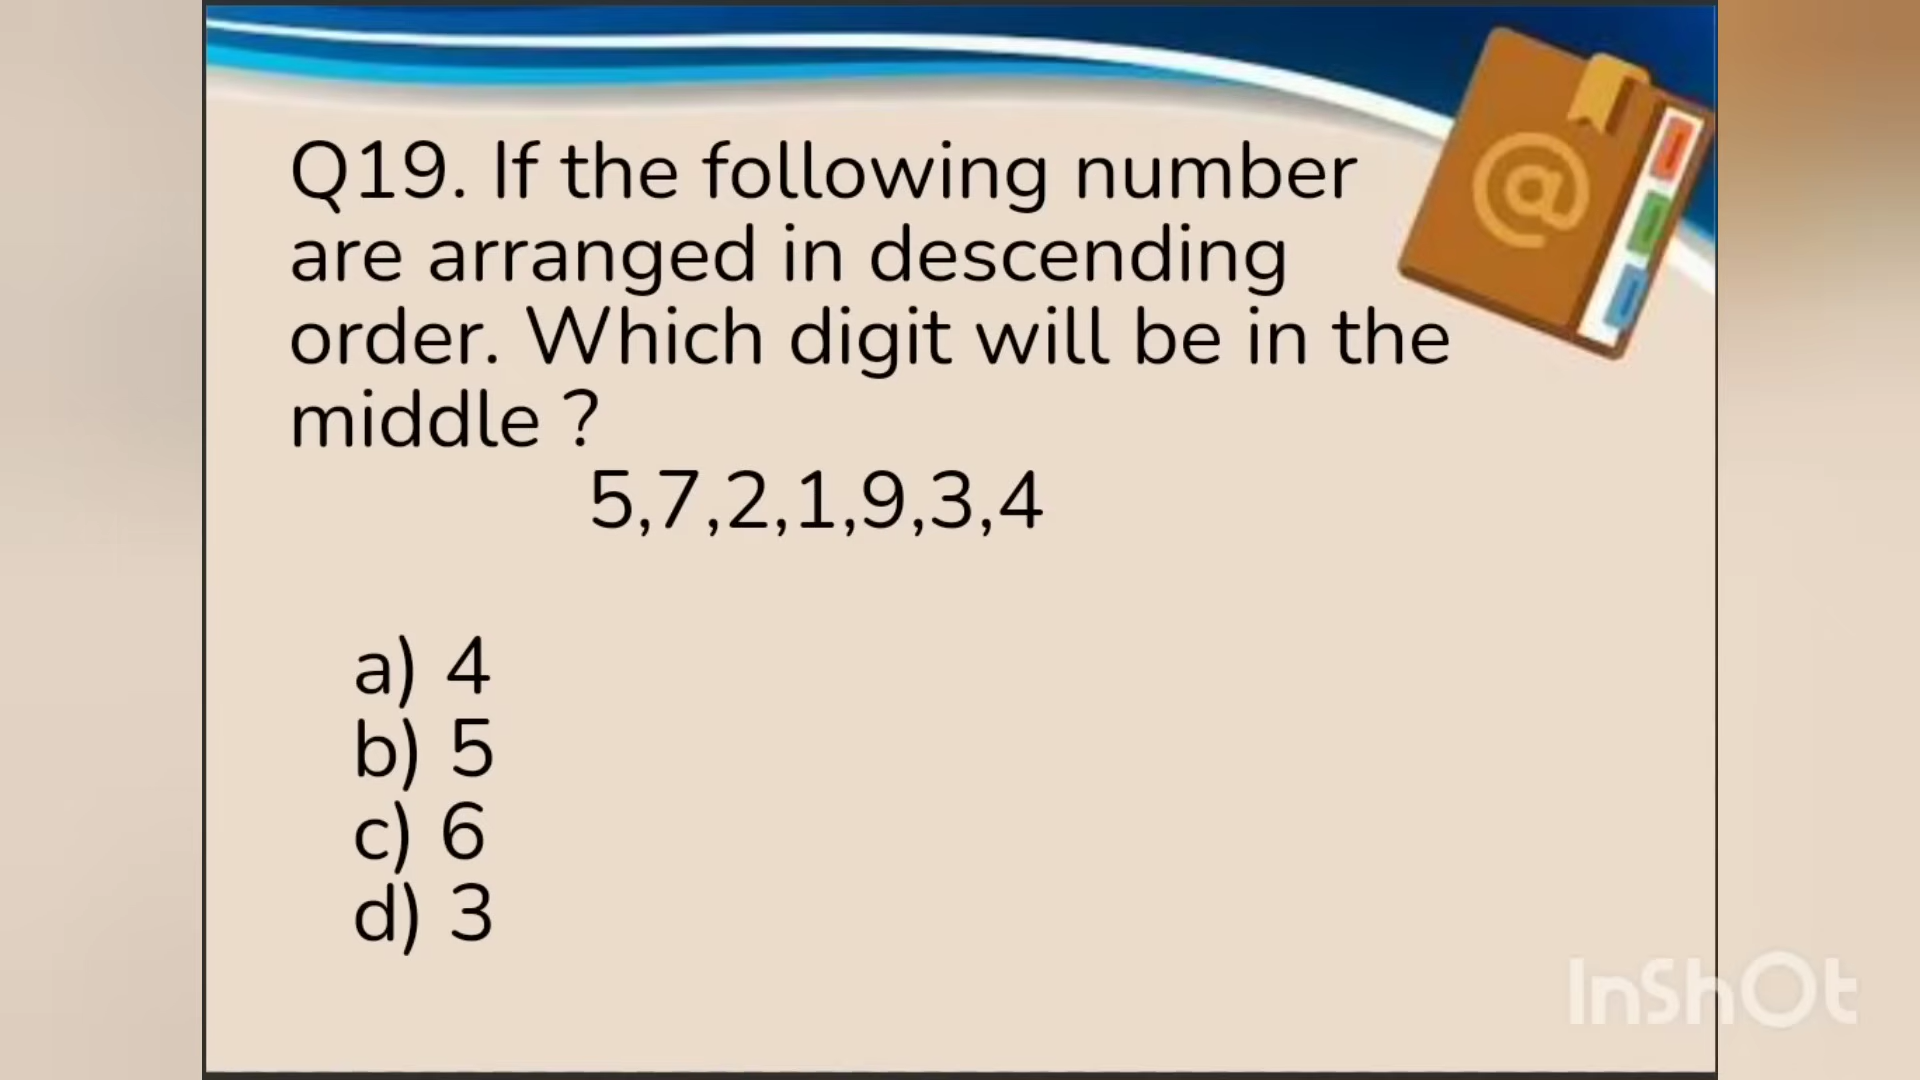 Q19. If the following number
are arranged in descending
order. Which digit will be in the
middle ?
5,7,2,1,9,3,4
a) 4
b) 5
c) 6
d) 3
@
InShOt